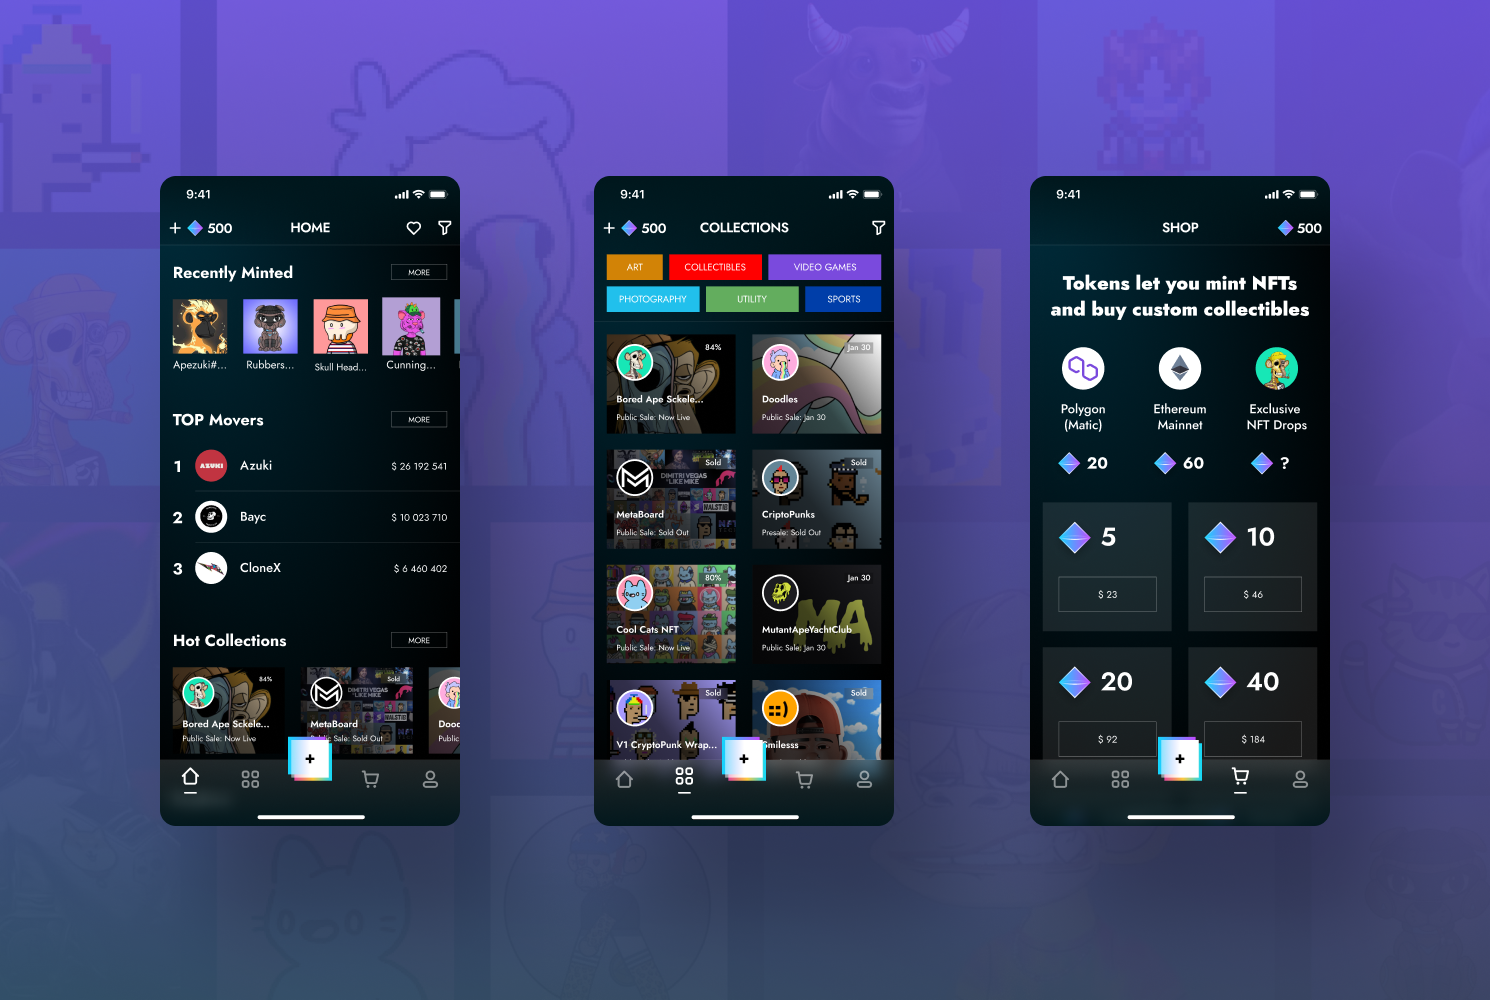 9:41
+ 500
HOME
Recently Minted
MORE
Apezuki#...
Rubbers...
Skull Head...
Cunning...
TOP Movers
MORE
1 AZUKI Azuki $ 26 192 541
2 Bayc $ 10 023 710
3 CloneX $ 6 460 402
Hot Collections
MORE
84%
Bored Ape Sckele...
Public Sale: Now Live
Sold
DIMITRI VEGAS
& LIKE MIKE
MetaBoard
Public Sale: Sold Out
Dooc
Public
+
9:41
+ 500
COLLECTIONS
ART
COLLECTIBLES
VIDEO GAMES
PHOTOGRAPHY
UTILITY
SPORTS
84%
Bored Ape Sckele...
Public Sale: Now Live
Jan 30
Doodles
Public Sale: Jan 30
Sold
DIMITRI VEGAS
& LIKE MIKE
MetaBoard
Public Sale: Sold Out
Sold
CriptoPunks
Presale: Sold Out
80%
Cool Cats NFT
Public Sale: Now Live
Jan 30
MA
MutantApeYachtClub
Public Sale: Jan 30
Sold
V1 CryptoPunk Wrap...
Sold
Smilesss
+
9:41
SHOP
500
Tokens let you mint NFTs
and buy custom collectibles
Polygon
(Matic)
Ethereum
Mainnet
Exclusive
NFT Drops
20
60
?
5
$ 23
10
$ 46
20
$ 92
40
$ 184
+